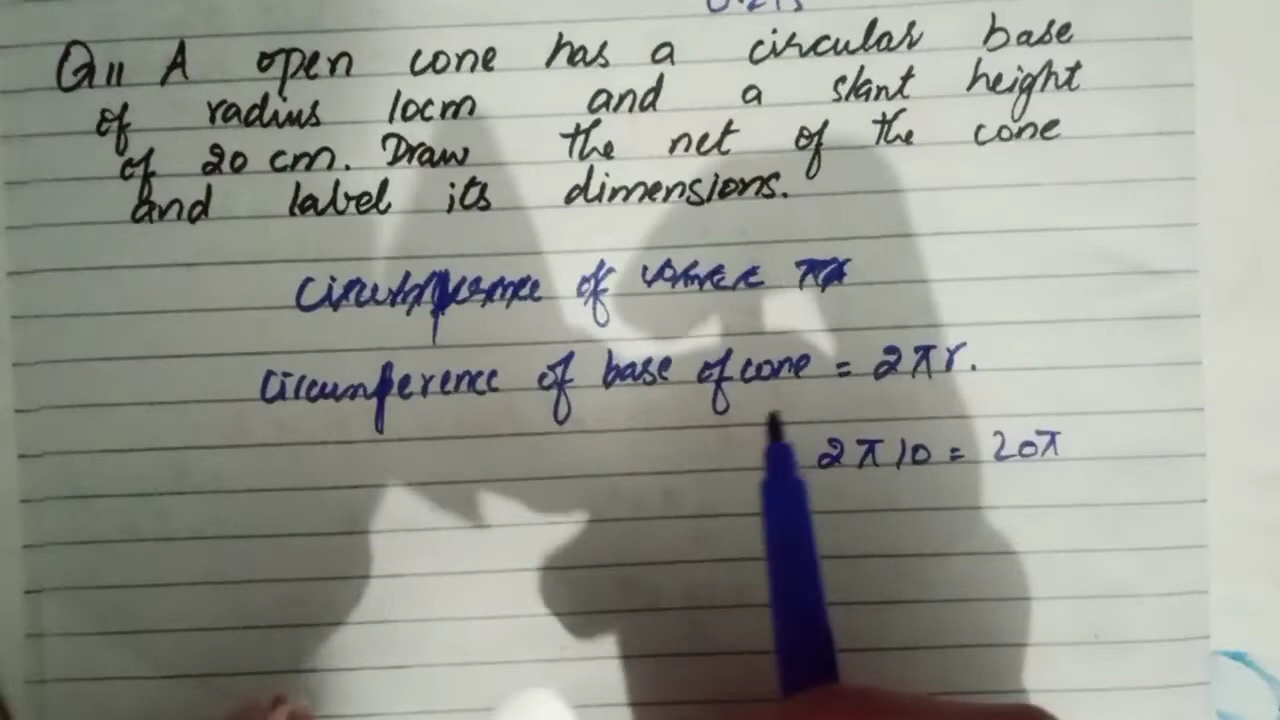 Q11 A open cone has a circular base
of radius 10cm and a slant height
of 20 cm. Draw the net of the cone
and label its dimensions.
of
circumference of base of cone = 2πr.
2π10 = 20π